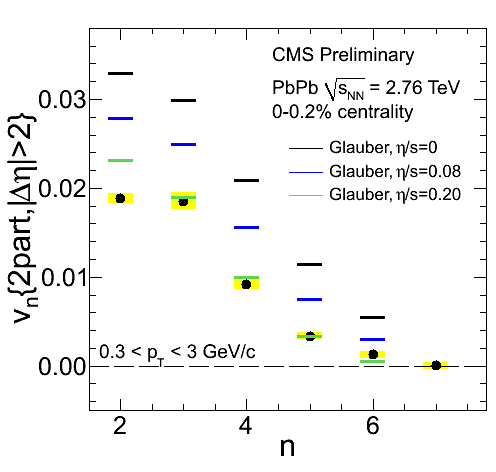 CMS Preliminary
PbPb √sNN = 2.76 TeV
0-0.2% centrality
Glauber, η/s=0
Glauber, η/s=0.08
Glauber, η/s=0.20
0.03
0.02
0.01
0.00
vn{2part,|Δη|>2}
0.3 < pT < 3 GeV/c
2 4 6
n